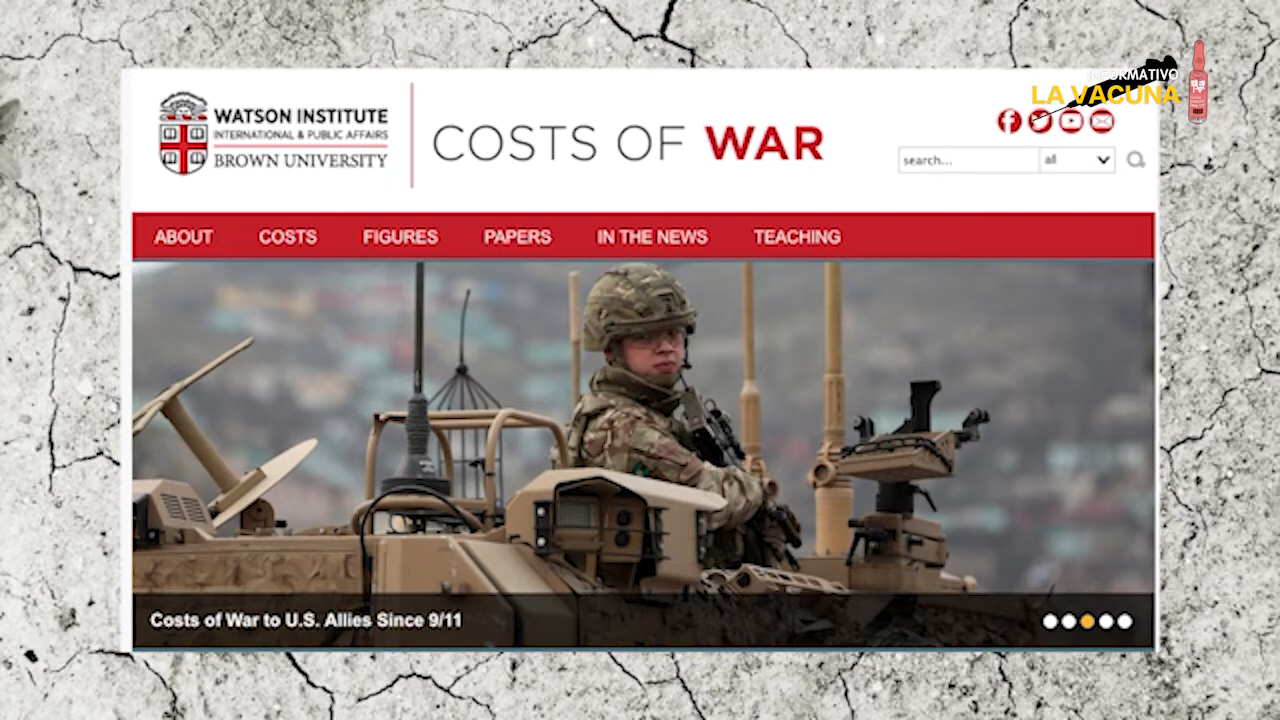 INFORMATIVO
LA VACUNA
WATSON INSTITUTE
INTERNATIONAL & PUBLIC AFFAIRS
BROWN UNIVERSITY
COSTS OF WAR
search...
all
ABOUT
COSTS
FIGURES
PAPERS
IN THE NEWS
TEACHING
Costs of War to U.S. Allies Since 9/11